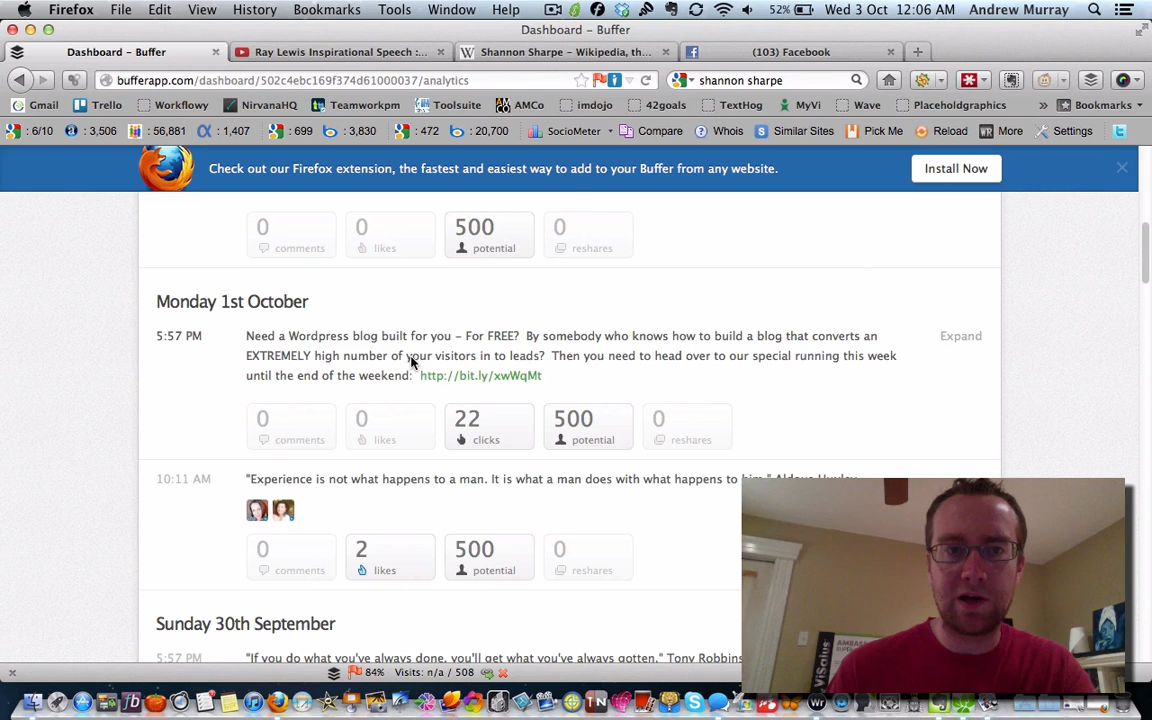 Firefox File Edit View History Bookmarks Tools Window Help 52% Wed 3 Oct 12:06 AM Andrew Murray
Dashboard - Buffer
Dashboard - Buffer Ray Lewis Inspirational Speech :... Shannon Sharpe – Wikipedia, th... (103) Facebook
bufferapp.com/dashboard/502c4ebc169f374d61000037/analytics shannon sharpe
Gmail Trello Workflowy NirvanaHQ Teamworkpm Toolsuite AMCo imdojo 42goals TextHog MyVi Wave Placeholdgraphics » Bookmarks
: 6/10 : 3,506 : 56,881 : 1,407 : 699 : 3,830 : 472 : 20,700 SocioMeter Compare Whois Similar Sites Pick Me Reload More Settings
Check out our Firefox extension, the fastest and easiest way to add to your Buffer from any website. Install Now
0 0 500 0
comments likes potential reshares
Monday 1st October
5:57 PM Need a Wordpress blog built for you – For FREE? By somebody who knows how to build a blog that converts an Expand
EXTREMELY high number of your visitors in to leads? Then you need to head over to our special running this week
until the end of the weekend: http://bit.ly/xwWqMt
0 0 22 500 0
comments likes clicks potential reshares
10:11 AM "Experience is not what happens to a man. It is what a man does with what happens to
0 2 500 0
comments likes potential reshares
Sunday 30th September
5:57 PM "If you do what you've always done, you'll get what you've always gotten." Tony Robbins
84% Visits: n/a / 508